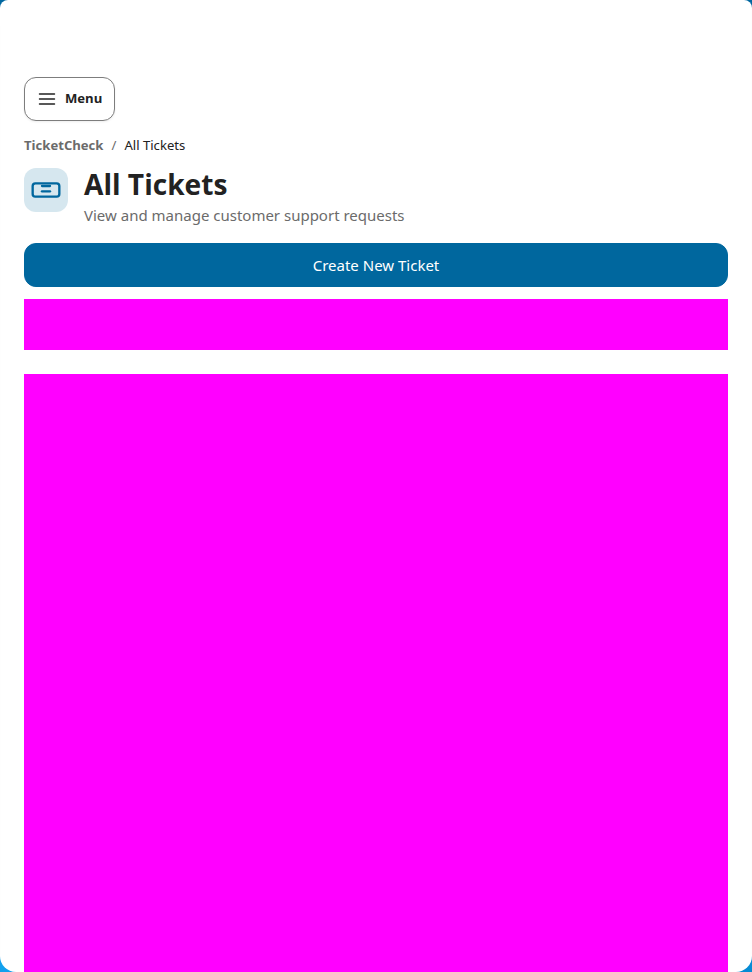 Menu
TicketCheck / All Tickets
All Tickets
View and manage customer support requests
Create New Ticket